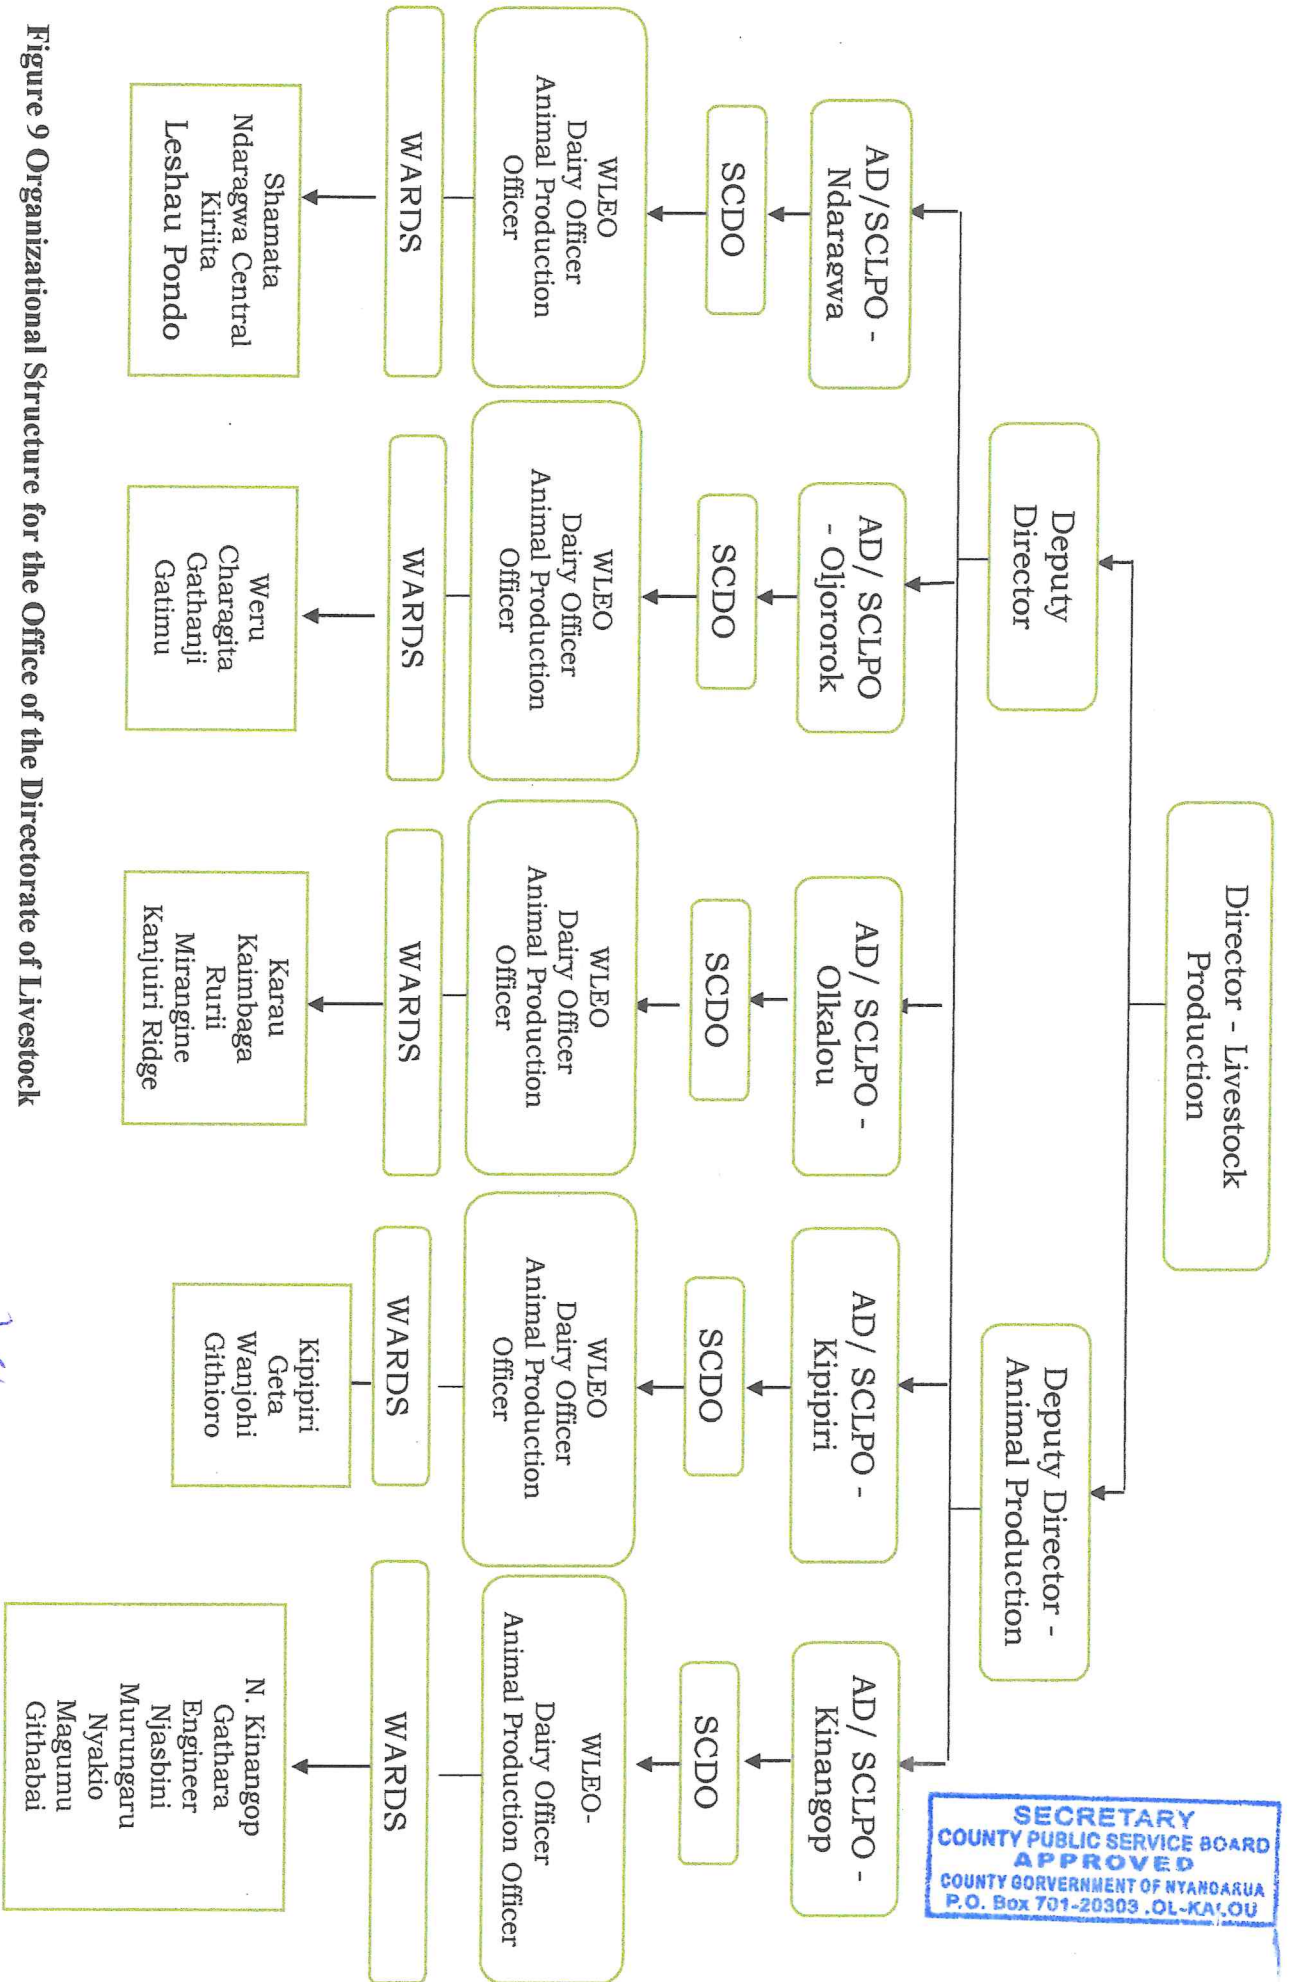 Director - Livestock
Production
Deputy
Director
Deputy Director -
Animal Production
AD/SCLPO -
Ndaragwa
AD/ SCLPO
- Oljororok
AD/ SCLPO -
Olkalou
AD/ SCLPO -
Kipipiri
AD/ SCLPO -
Kinangop
SCDO
SCDO
SCDO
SCDO
SCDO
WLEO
Dairy Officer
Animal Production
Officer
WLEO
Dairy Officer
Animal Production
Officer
WLEO
Dairy Officer
Animal Production
Officer
WLEO
Dairy Officer
Animal Production
Officer
WLEO-
Dairy Officer
Animal Production Officer
WARDS
WARDS
WARDS
WARDS
WARDS
Shamata
Ndaragwa Central
Kiriita
Leshau Pondo
Weru
Charagita
Gathanji
Gatimu
Karau
Kaimbaga
Rurii
Mirangine
Kanjuiri Ridge
Kipipiri
Geta
Wanjohi
Githioro
N. Kinangop
Gathara
Engineer
Njasbini
Murungaru
Nyakio
Magumu
Githabai
Figure 9 Organizational Structure for the Office of the Directorate of Livestock
SECRETARY
COUNTY PUBLIC SERVICE BOARD
APPROVED
COUNTY GORVERNMENT OF NYANDARUA
P.O. Box 701-20303 .OL-KALOU